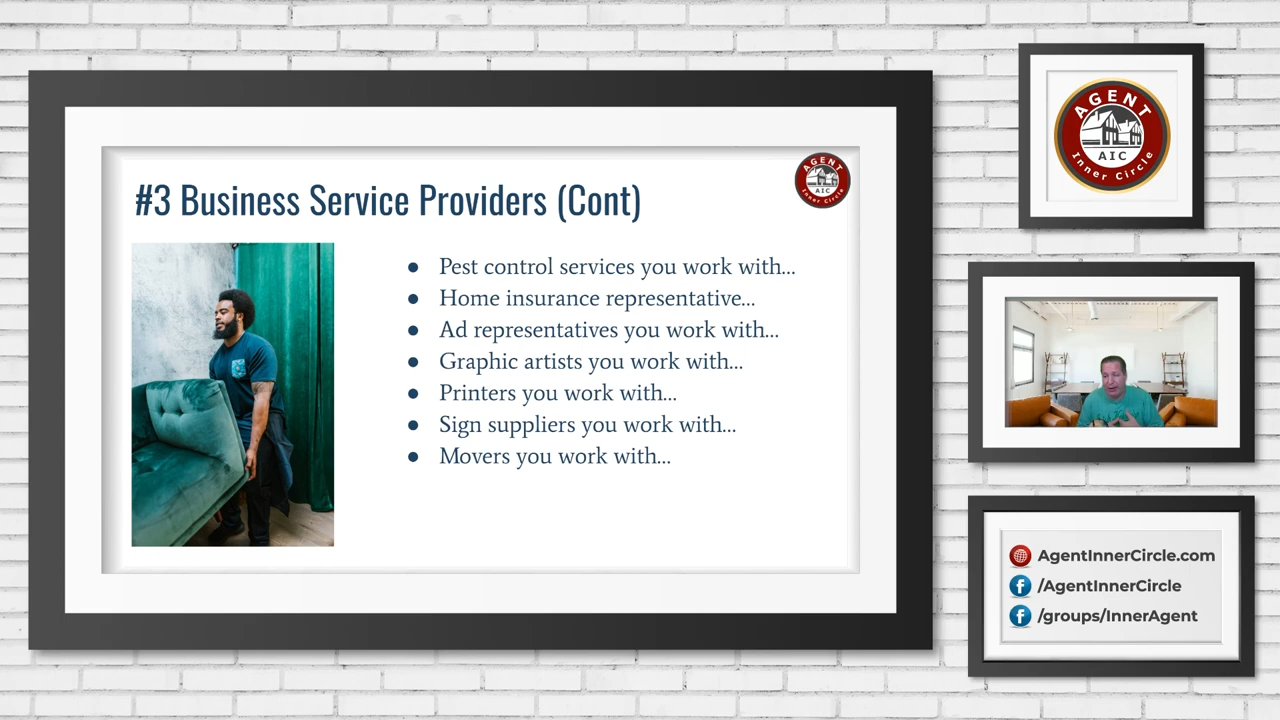 #3 Business Service Providers (Cont)
AGENT
AIC
Inner Circle
● Pest control services you work with...
● Home insurance representative...
● Ad representatives you work with...
● Graphic artists you work with...
● Printers you work with...
● Sign suppliers you work with...
● Movers you work with...
AGENT
AIC
Inner Circle
AgentInnerCircle.com
/AgentInnerCircle
/groups/InnerAgent